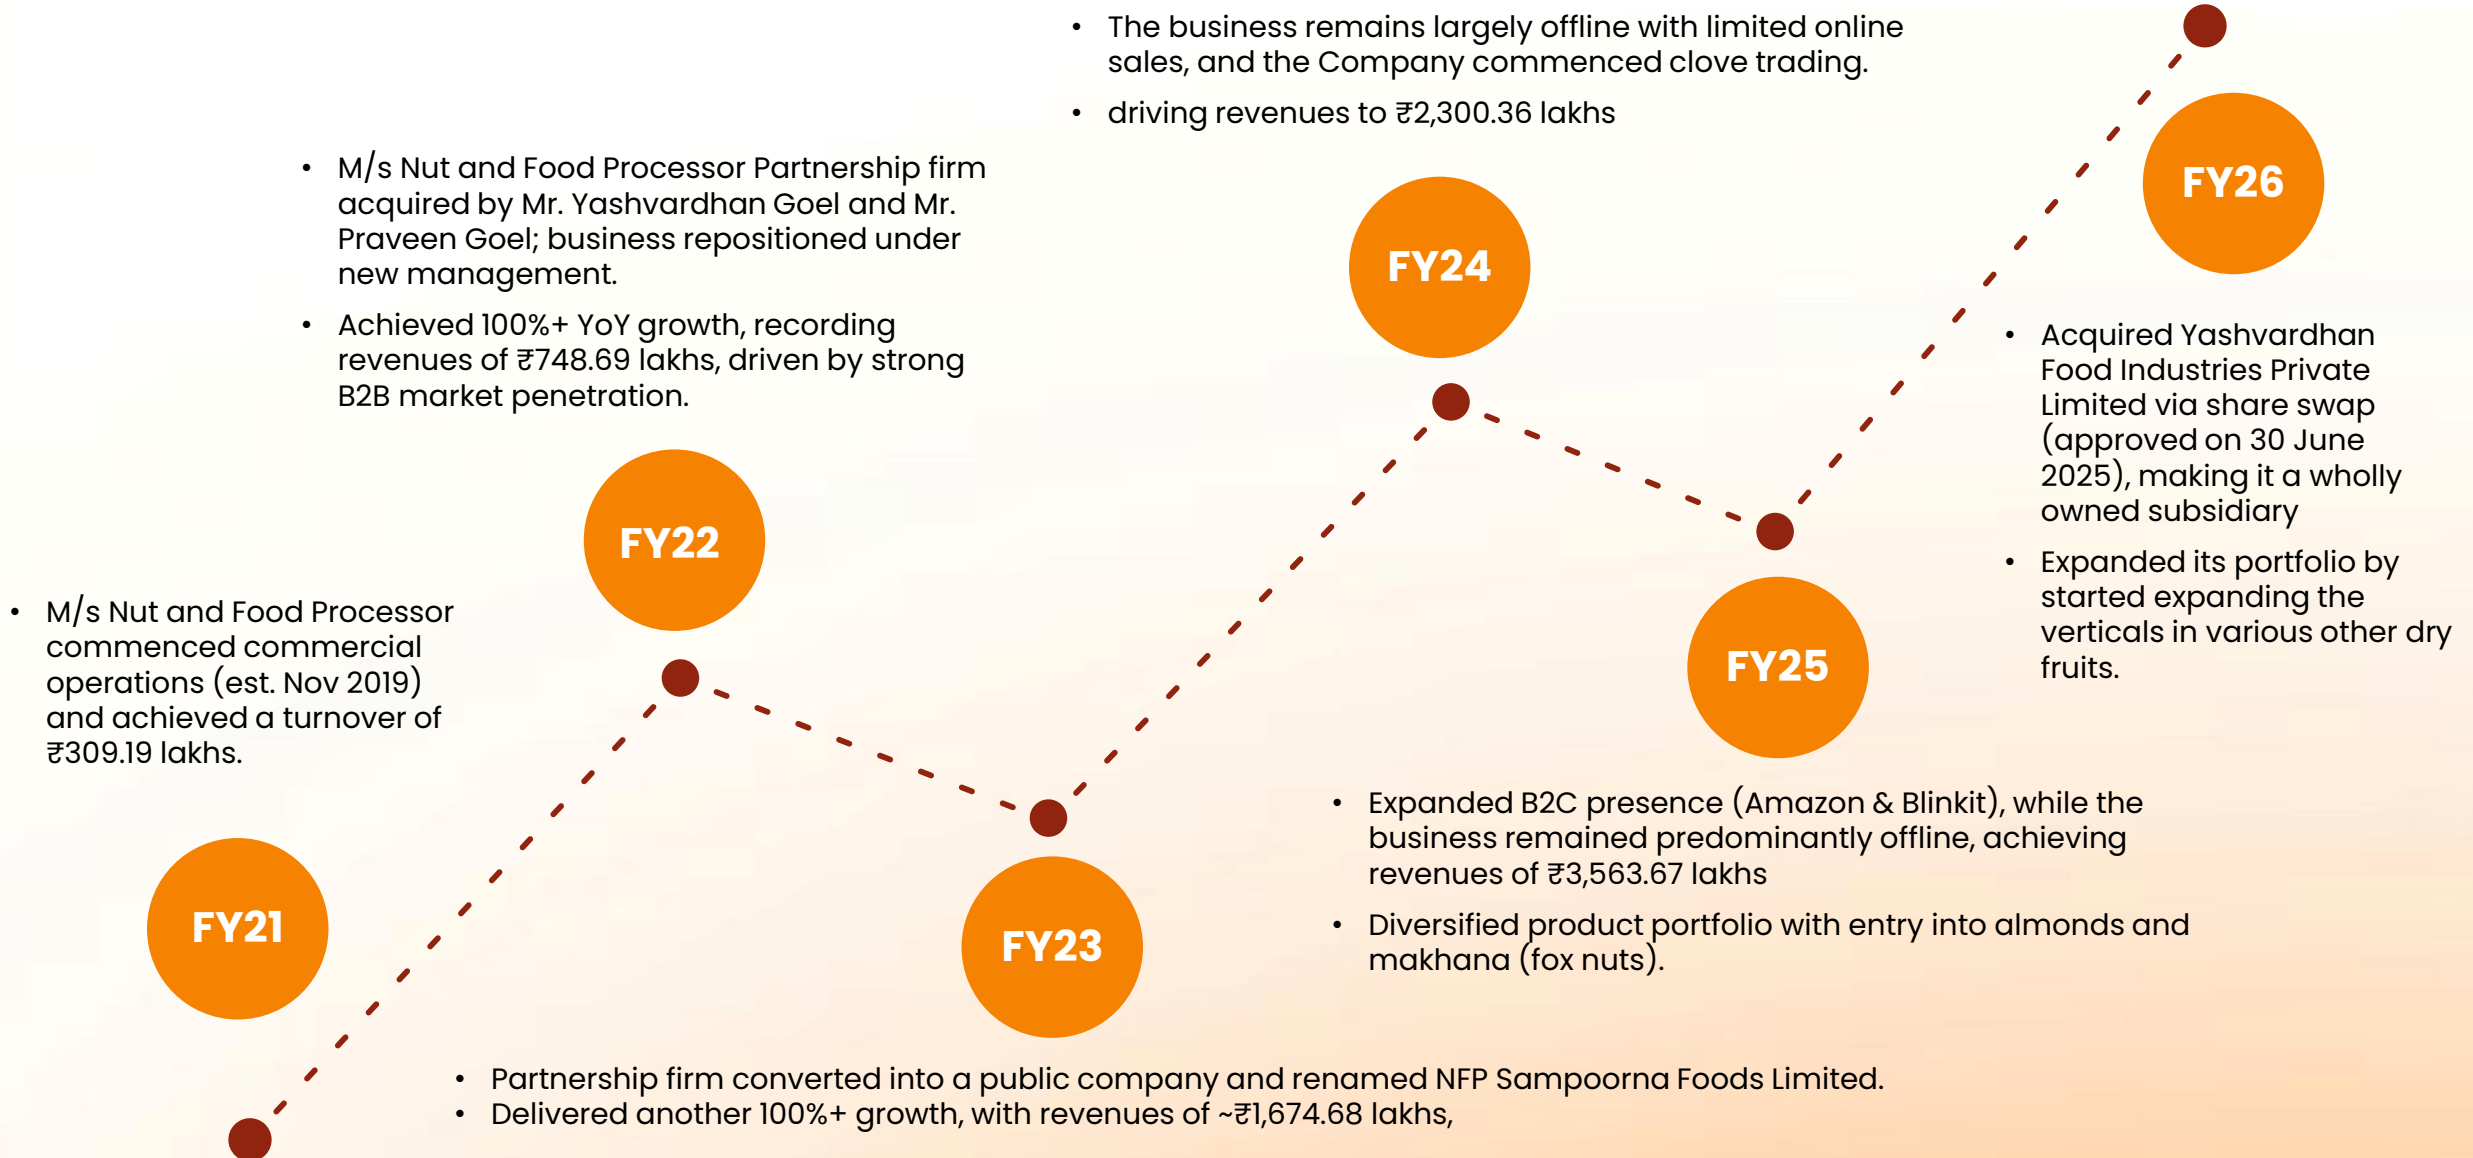 • The business remains largely offline with limited online
sales, and the Company commenced clove trading.
• driving revenues to ₹2,300.36 lakhs
FY24
• M/s Nut and Food Processor Partnership firm
acquired by Mr. Yashvardhan Goel and Mr.
Praveen Goel; business repositioned under
new management.
• Achieved 100%+ YoY growth, recording
revenues of ₹748.69 lakhs, driven by strong
B2B market penetration.
FY22
FY26
• Acquired Yashvardhan
Food Industries Private
Limited via share swap
(approved on 30 June
2025), making it a wholly
owned subsidiary
• Expanded its portfolio by
started expanding the
verticals in various other dry
fruits.
• M/s Nut and Food Processor
commenced commercial
operations (est. Nov 2019)
and achieved a turnover of
₹309.19 lakhs.
FY21
FY25
• Expanded B2C presence (Amazon & Blinkit), while the
business remained predominantly offline, achieving
revenues of ₹3,563.67 lakhs
• Diversified product portfolio with entry into almonds and
makhana (fox nuts).
FY23
• Partnership firm converted into a public company and renamed NFP Sampoorna Foods Limited.
• Delivered another 100%+ growth, with revenues of ~₹1,674.68 lakhs,